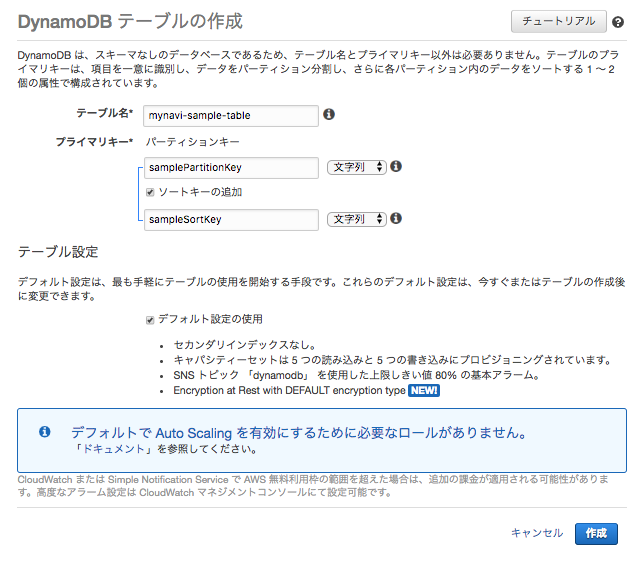 DynamoDB テーブルの作成
チュートリアル
DynamoDB は、スキーマなしのデータベースであるため、テーブル名とプライマリキー以外は必要ありません。テーブルのプラ
イマリキーは、項目を一意に識別し、データをパーティション分割し、さらに各パーティション内のデータをソートする 1 〜 2
個の属性で構成されています。
テーブル名* mynavi-sample-table
プライマリキー* パーティションキー
samplePartitionKey 文字列
ソートキーの追加
sampleSortKey 文字列
テーブル設定
デフォルト設定は、最も手軽にテーブルの使用を開始する手段です。これらのデフォルト設定は、今すぐまたはテーブルの作成後
に変更できます。
デフォルト設定の使用
• セカンダリインデックスなし。
• キャパシティーセットは 5 つの読み込みと 5 つの書き込みにプロビジョニングされています。
• SNS トピック 「dynamodb」 を使用した上限しきい値 80% の基本アラーム。
• Encryption at Rest with DEFAULT encryption type NEW!
デフォルトで Auto Scaling を有効にするために必要なロールがありません。
「ドキュメント」を参照してください。
CloudWatch または Simple Notification Service で AWS 無料利用枠の範囲を超えた場合は、追加の課金が適用される可能性がありま
す。高度なアラーム設定は CloudWatch マネジメントコンソールにて設定可能です。
キャンセル 作成